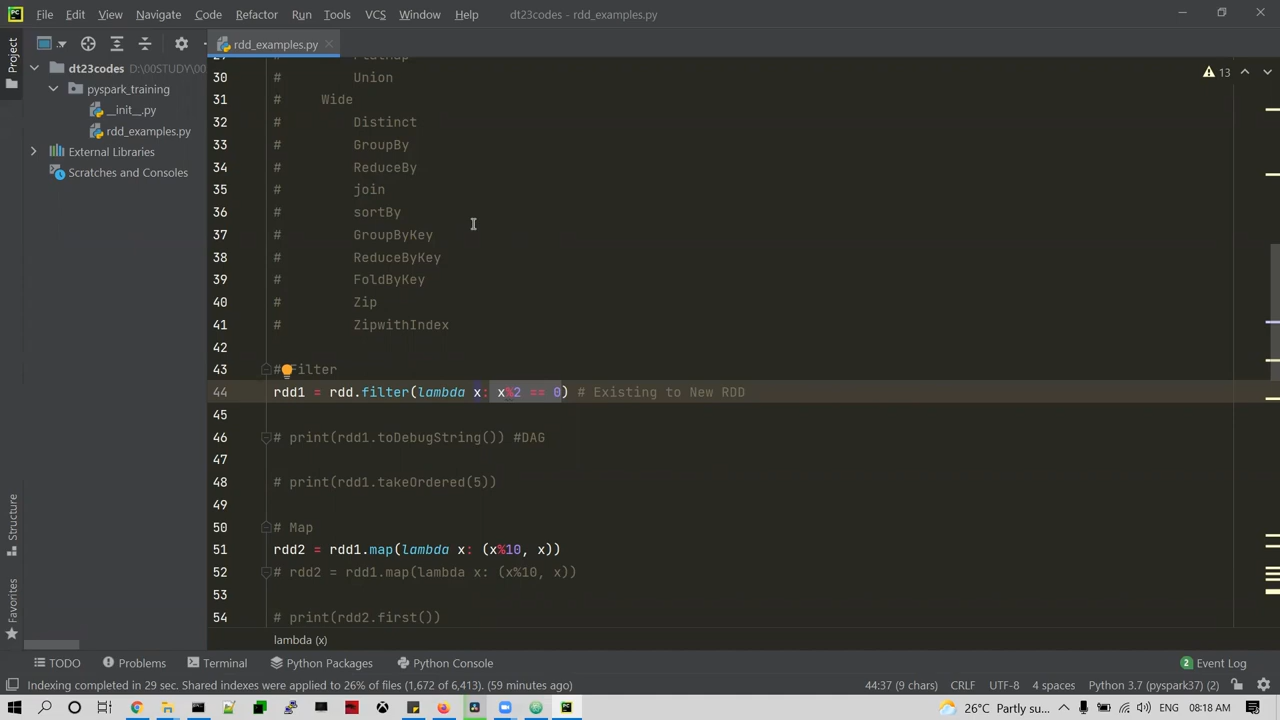 File Edit View Navigate Code Refactor Run Tools VCS Window Help dt23codes - rdd_examples.py
rdd_examples.py
Project
dt23codes D:\00STUDY\00
pyspark_training
__init__.py
rdd_examples.py
External Libraries
Scratches and Consoles
Structure
Favorites
13
29 # FlatMap
30 # Union
31 # Wide
32 # Distinct
33 # GroupBy
34 # ReduceBy
35 # join
36 # sortBy
37 # GroupByKey
38 # ReduceByKey
39 # FoldByKey
40 # Zip
41 # ZipwithIndex
42
43 # Filter
44 rdd1 = rdd.filter(lambda x: x%2 == 0) # Existing to New RDD
45
46 # print(rdd1.toDebugString()) #DAG
47
48 # print(rdd1.takeOrdered(5))
49
50 # Map
51 rdd2 = rdd1.map(lambda x: (x%10, x))
52 # rdd2 = rdd1.map(lambda x: (x%10, x))
53
54 # print(rdd2.first())
lambda (x)
TODO Problems Terminal Python Packages Python Console 2 Event Log
Indexing completed in 29 sec. Shared indexes were applied to 26% of files (1,672 of 6,413). (59 minutes ago) 44:37 (9 chars) CRLF UTF-8 4 spaces Python 3.7 (pyspark37) (2)
26°C Partly su... ENG 08:18 AM